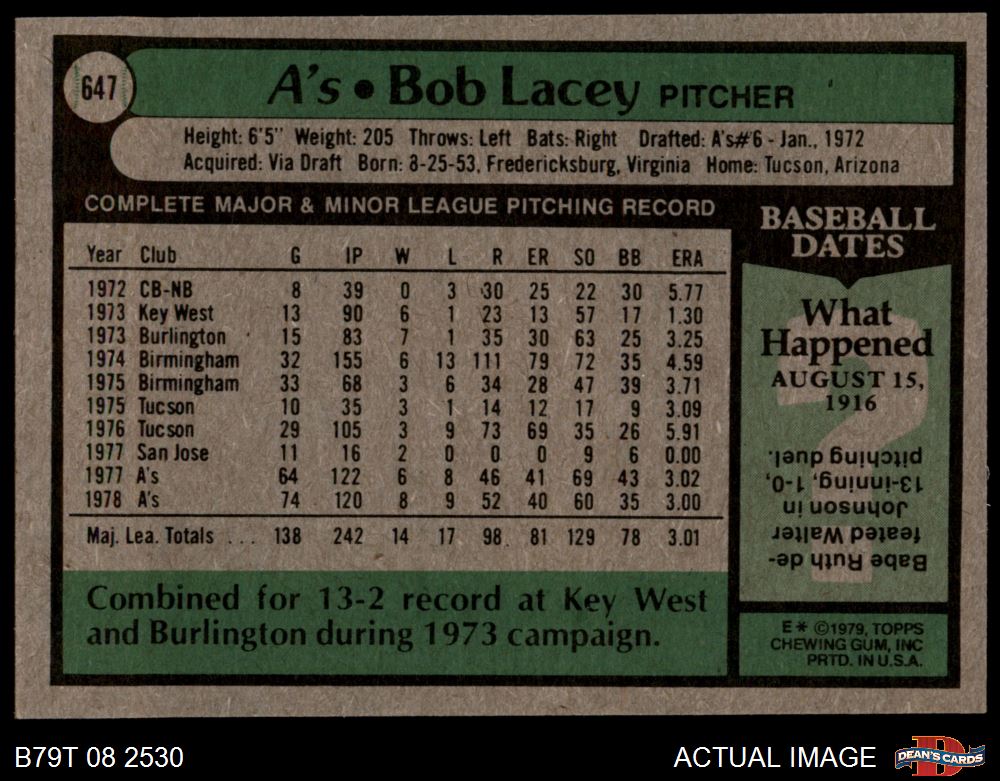 647
A's • Bob Lacey PITCHER
Height: 6'5" Weight: 205 Throws: Left Bats: Right Drafted: A's#6 - Jan., 1972
Acquired: Via Draft Born: 8-25-53, Fredericksburg, Virginia Home: Tucson, Arizona
COMPLETE MAJOR & MINOR LEAGUE PITCHING RECORD
Year Club G IP W L R ER SO BB ERA
1972 CB-NB 8 39 0 3 30 25 22 30 5.77
1973 Key West 13 90 6 1 23 13 57 17 1.30
1973 Burlington 15 83 7 1 35 30 63 25 3.25
1974 Birmingham 32 155 6 13 111 79 72 35 4.59
1975 Birmingham 33 68 3 6 34 28 47 39 3.71
1975 Tucson 10 35 3 1 14 12 17 9 3.09
1976 Tucson 29 105 3 9 73 69 35 26 5.91
1977 San Jose 11 16 2 0 0 0 9 6 0.00
1977 A's 64 122 6 8 46 41 69 43 3.02
1978 A's 74 120 8 9 52 40 60 35 3.00
Maj. Lea. Totals . . . 138 242 14 17 98 81 129 78 3.01
Combined for 13-2 record at Key West
and Burlington during 1973 campaign.
BASEBALL
DATES
What
Happened
AUGUST 15,
1916
Babe Ruth de-
feated Walter
Johnson in
13-inning, 1-0,
pitching duel.
E* ©1979, TOPPS
CHEWING GUM, INC
PRTD. IN U.S.A.
B79T 08 2530
ACTUAL IMAGE
D
DEAN'S CARDS